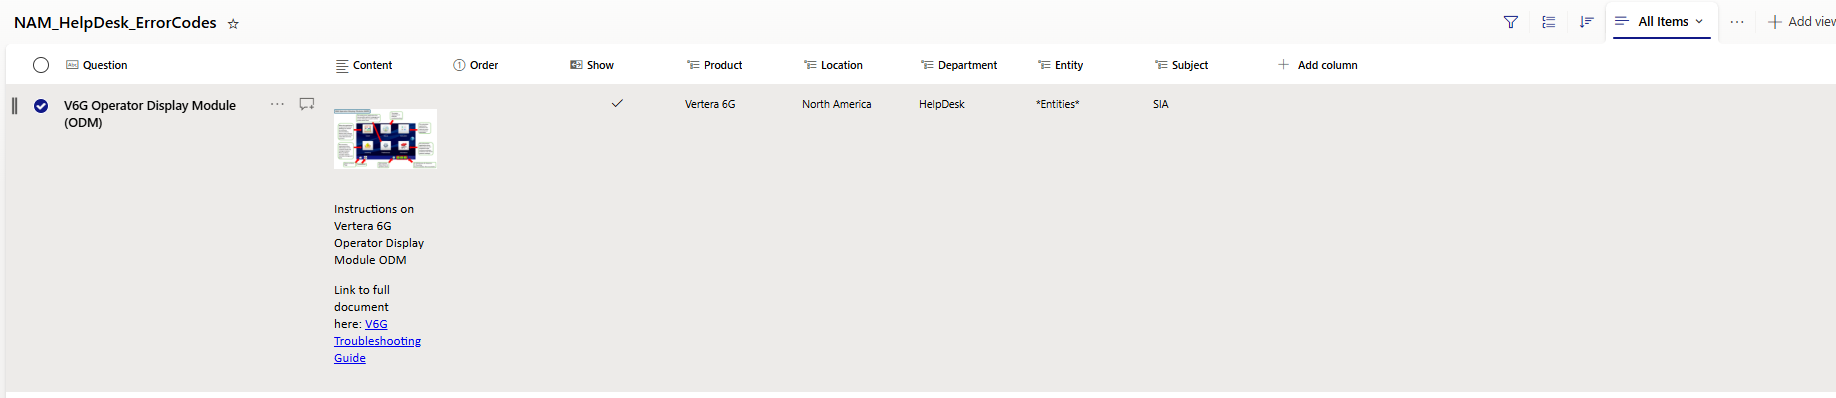 NAM_HelpDesk_ErrorCodes
All Items
Add view
Question
Content
Order
Show
Product
Location
Department
Entity
Subject
Add column
V6G Operator Display Module
(ODM)
Vertera 6G
North America
HelpDesk
*Entities*
SIA
Instructions on
Vertera 6G
Operator Display
Module ODM
Link to full
document
here: V6G
Troubleshooting
Guide